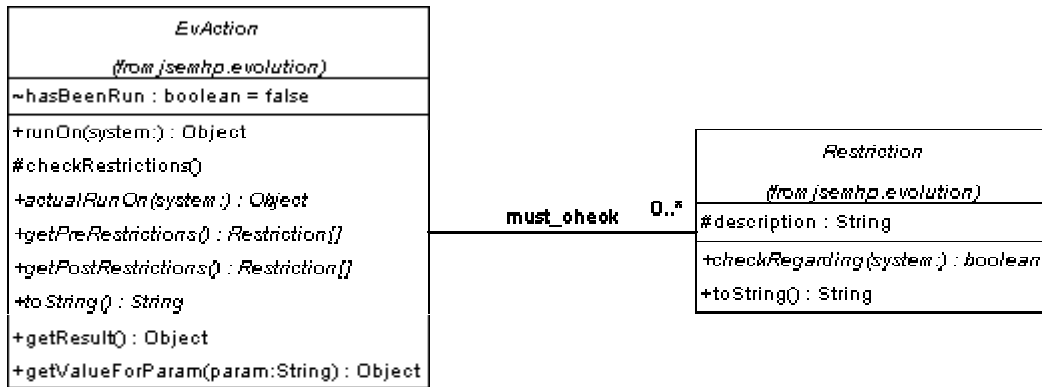 EvAction
(from jsemhp.evolution)
~hasBeenRun : boolean = false
+runOn(system:) : Object
#checkRestrictions()
+actualRunOn(system:) : Object
+getPreRestrictions() : Restriction[]
+getPostRestrictions() : Restriction[]
+toString() : String
+getResult() : Object
+getValueForParam(param:String) : Object
must_check 0..*
Restriction
(from jsemhp.evolution)
#description : String
+checkRegarding(system:) : boolean
+toString() : String